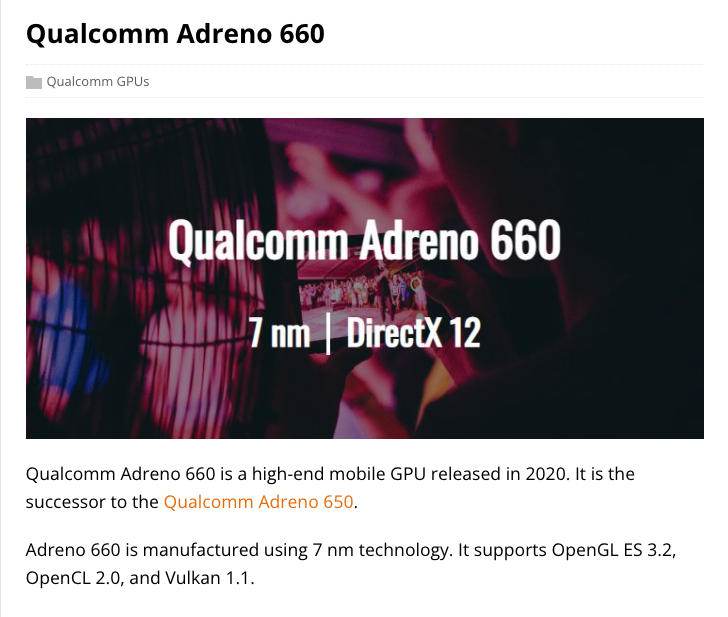 Qualcomm Adreno 660
Qualcomm GPUs
Qualcomm Adreno 660
7 nm | DirectX 12
Qualcomm Adreno 660 is a high-end mobile GPU released in 2020. It is the
successor to the Qualcomm Adreno 650.
Adreno 660 is manufactured using 7 nm technology. It supports OpenGL ES 3.2,
OpenCL 2.0, and Vulkan 1.1.